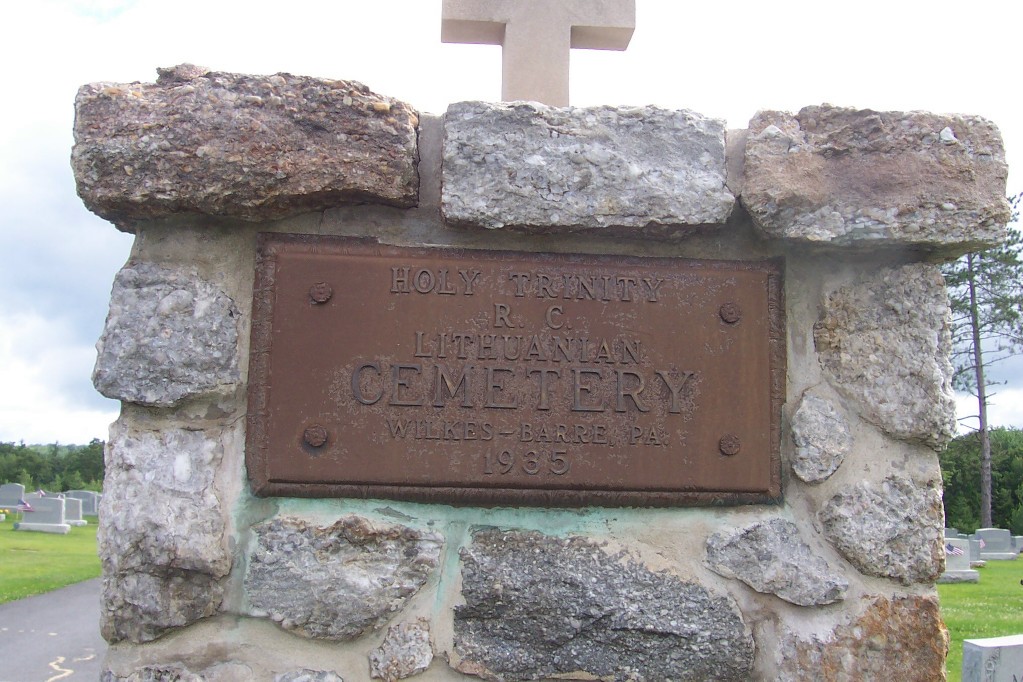 HOLY TRINITY
R. C.
LITHUANIAN
CEMETERY
WILKES-BARRE, PA.
1935